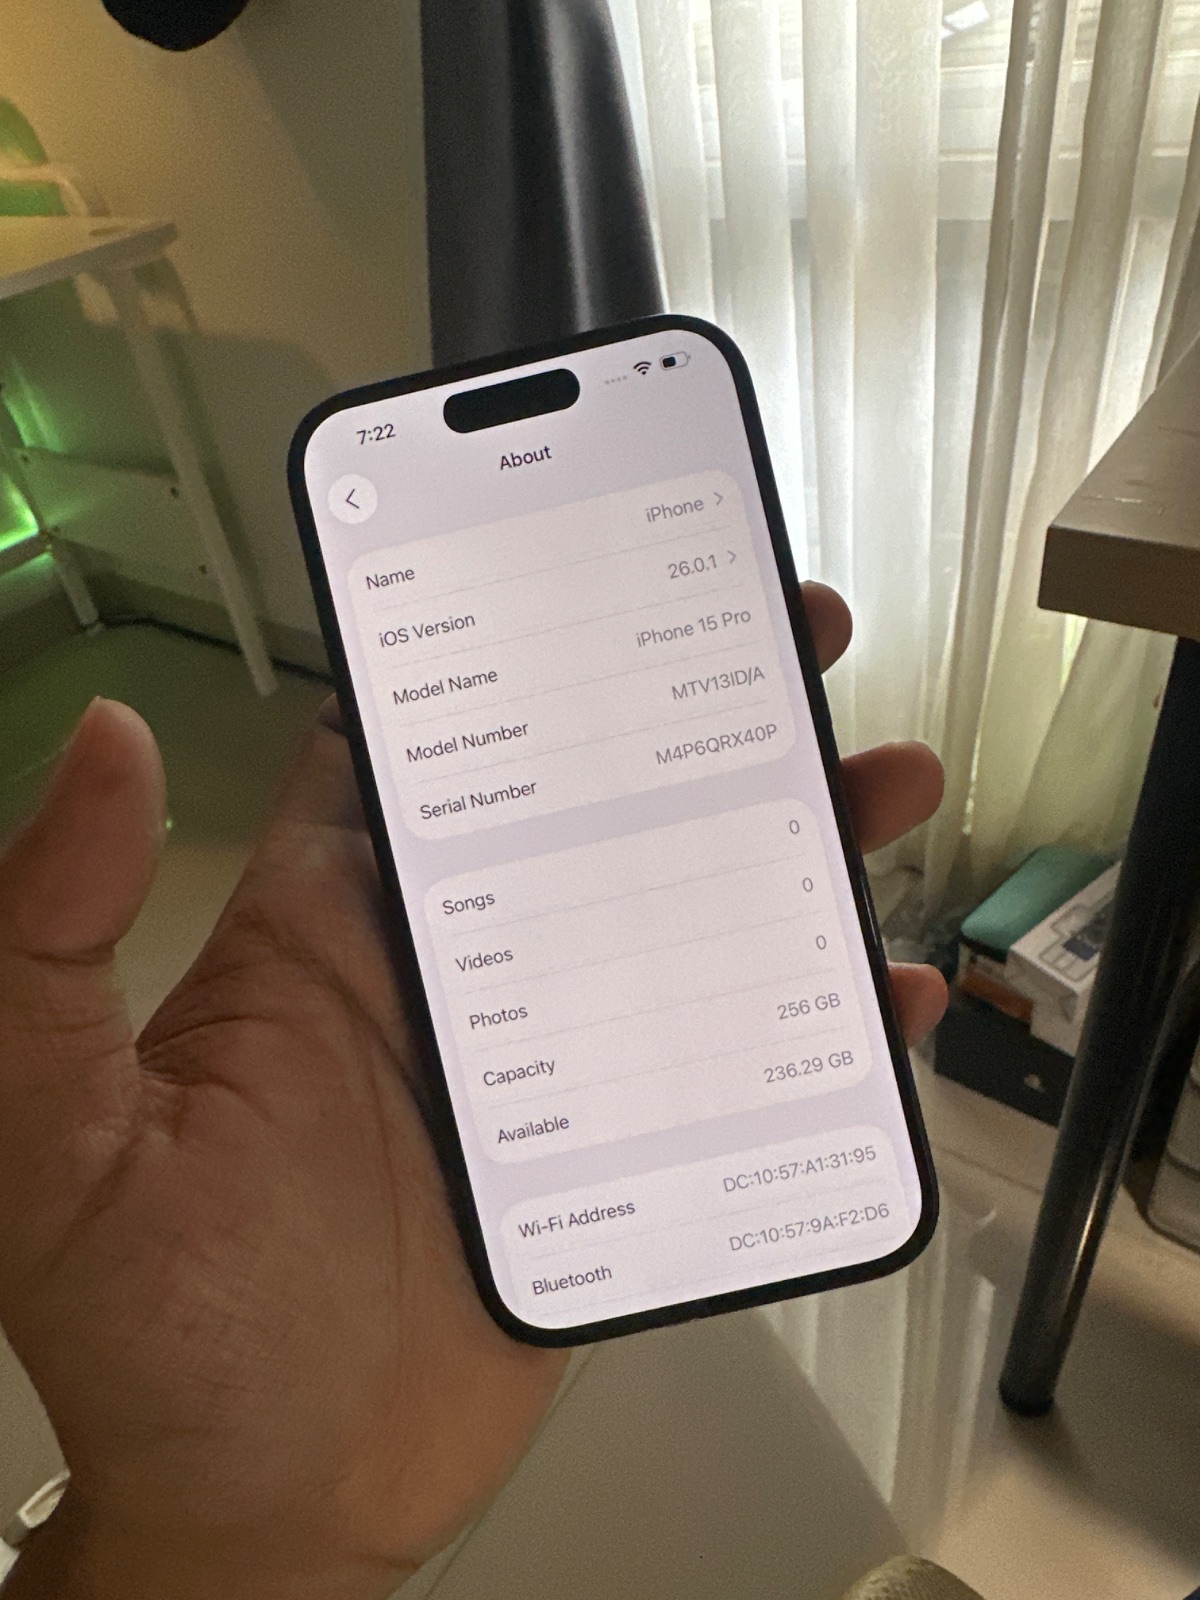 7:22
About
Name iPhone
iOS Version 26.0.1
Model Name iPhone 15 Pro
Model Number MTV13ID/A
Serial Number M4P6QRX40P
Songs 0
Videos 0
Photos 0
Capacity 256 GB
Available 236.29 GB
Wi-Fi Address DC:10:57:A1:31:95
Bluetooth DC:10:57:9A:F2:D6